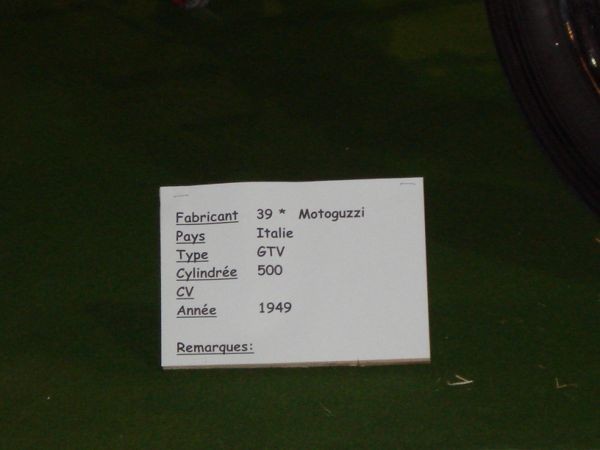 Fabricant 39 * Motoguzzi
Pays Italie
Type GTV
Cylindrée 500
CV
Année 1949
Remarques: